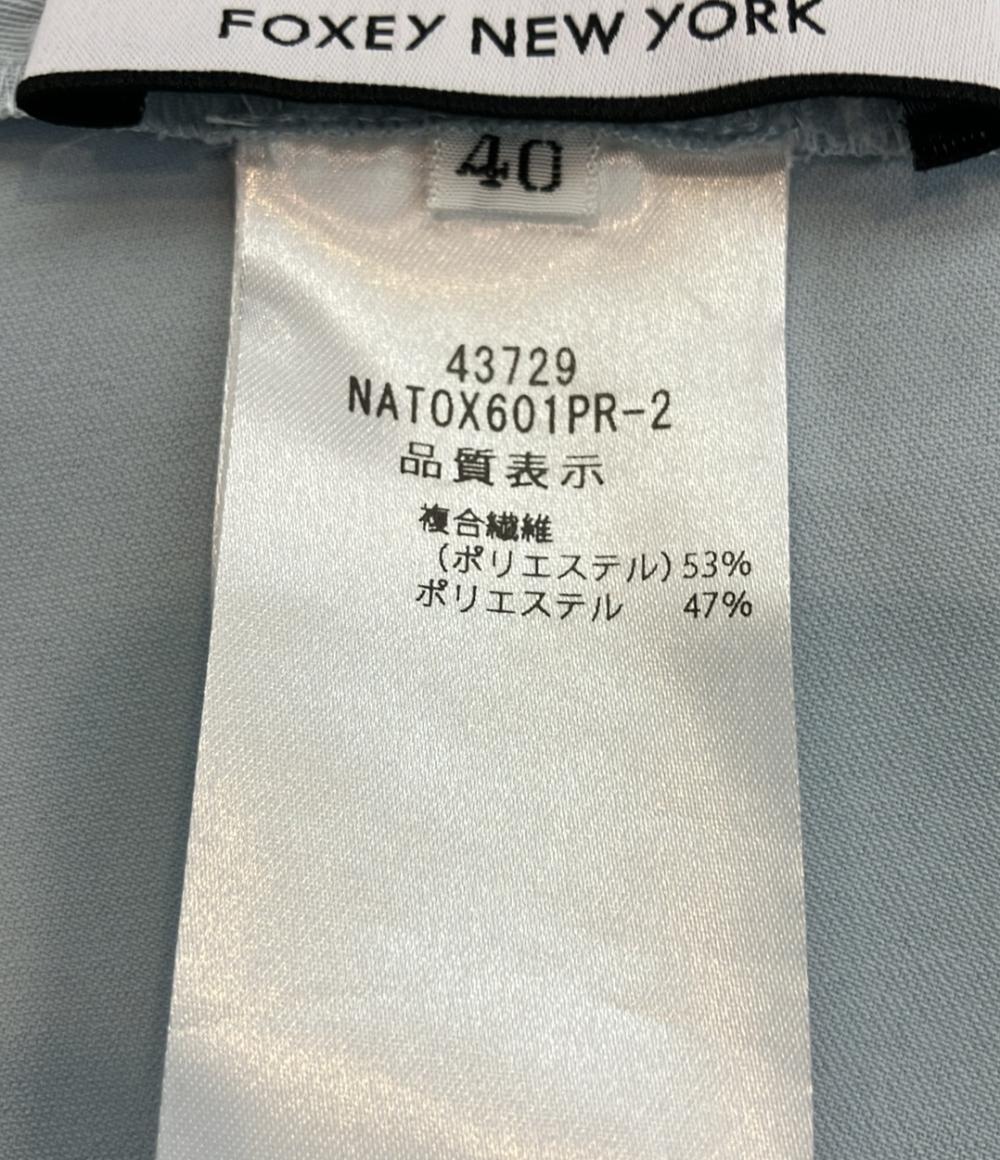 FOXEY NEW YORK
40
43729
NATOX601PR-2
品質表示
複合繊維
(ポリエステル)53%
ポリエステル 47%